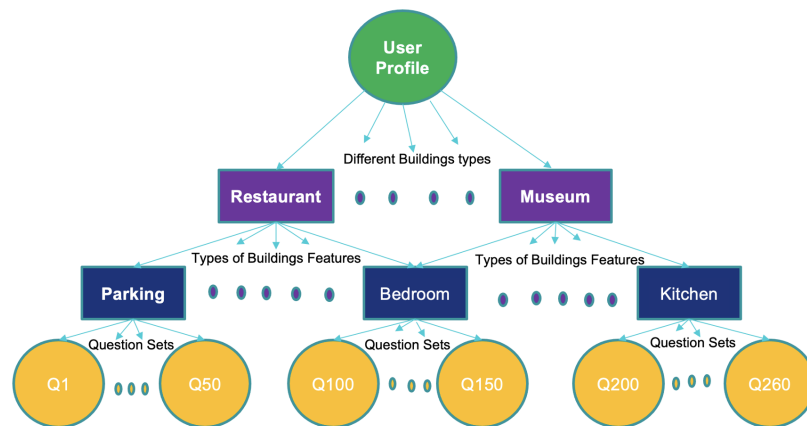 User
Profile
Different Buildings types
Restaurant
Museum
Types of Buildings Features
Types of Buildings Features
Parking
Bedroom
Kitchen
Question Sets
Question Sets
Question Sets
Q1
Q50
Q100
Q150
Q200
Q260